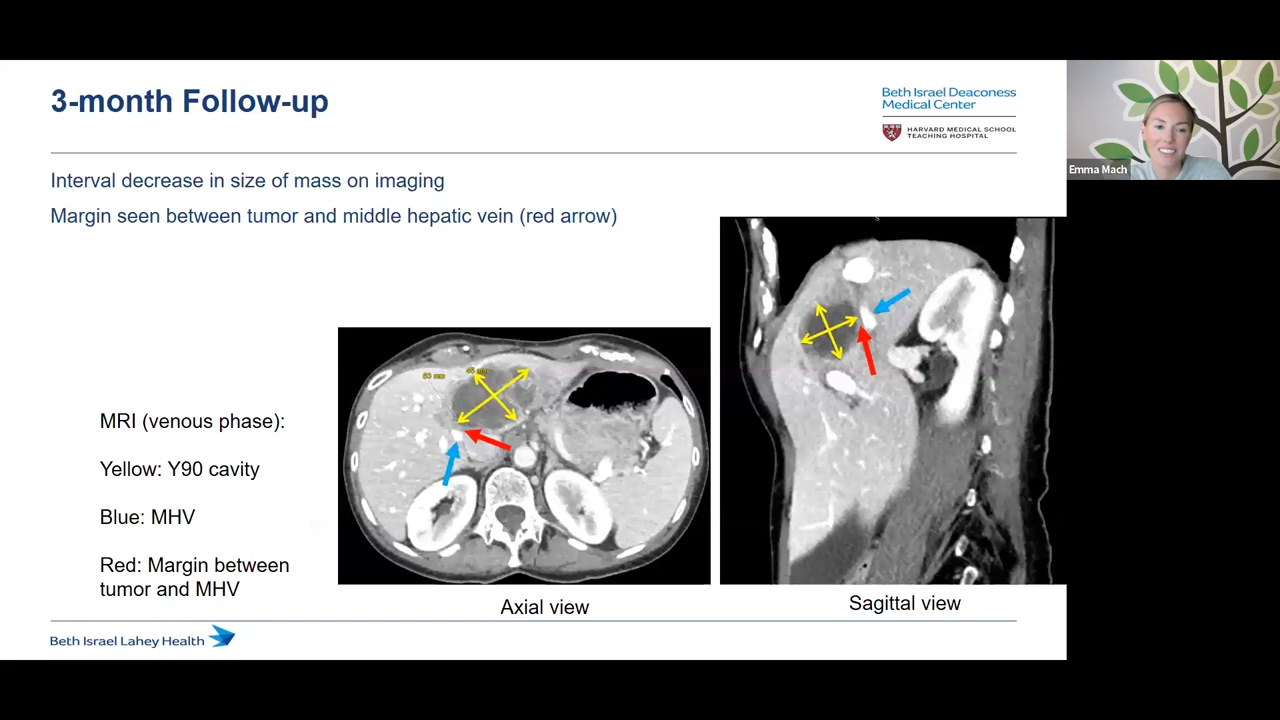 3-month Follow-up
Beth Israel Deaconess
Medical Center
HARVARD MEDICAL SCHOOL
TEACHING HOSPITAL
Emma Mach
Interval decrease in size of mass on imaging
Margin seen between tumor and middle hepatic vein (red arrow)
S
MRI (venous phase):
Yellow: Y90 cavity
Blue: MHV
Red: Margin between
tumor and MHV
Axial view
Sagittal view
Beth Israel Lahey Health